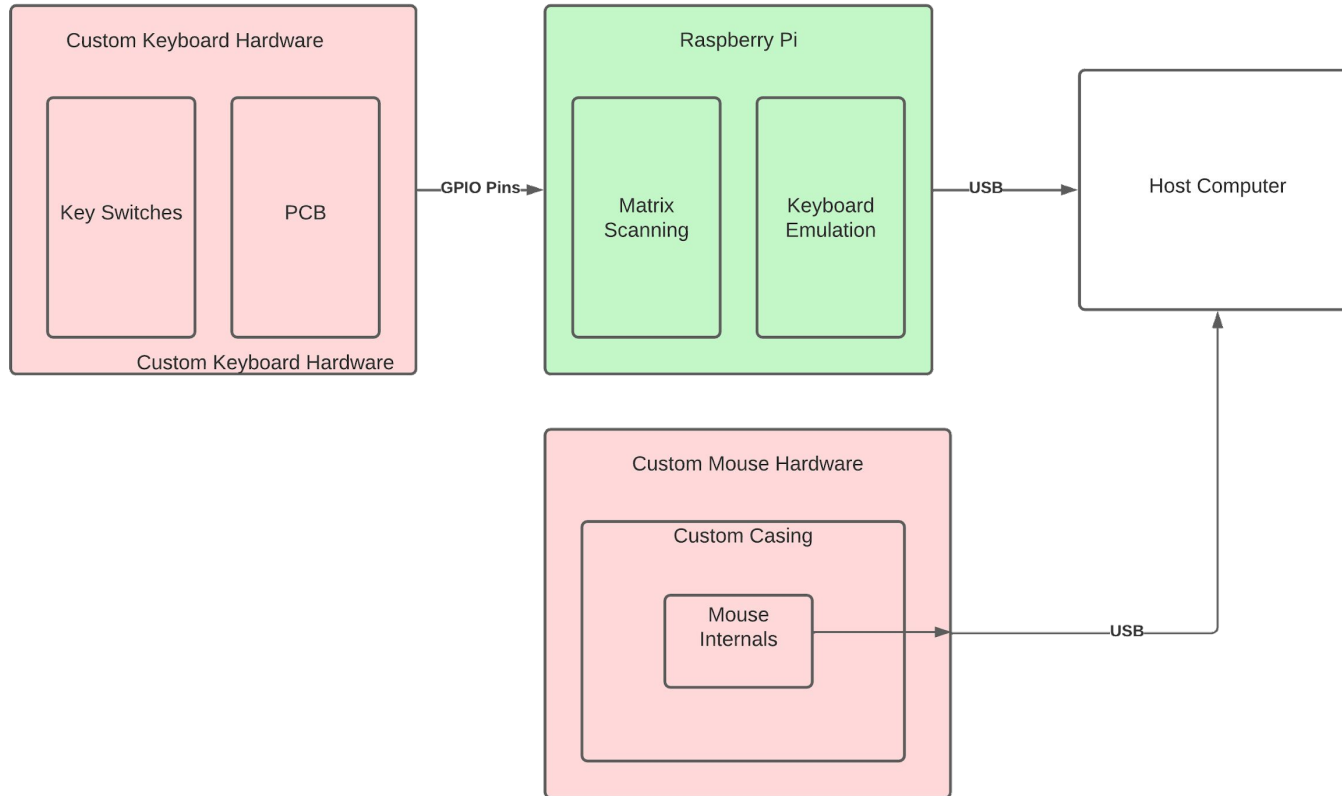 Custom Keyboard Hardware
Key Switches
PCB
Custom Keyboard Hardware
GPIO Pins
Raspberry Pi
Matrix
Scanning
Keyboard
Emulation
USB
Host Computer
Custom Mouse Hardware
Custom Casing
Mouse
Internals
USB